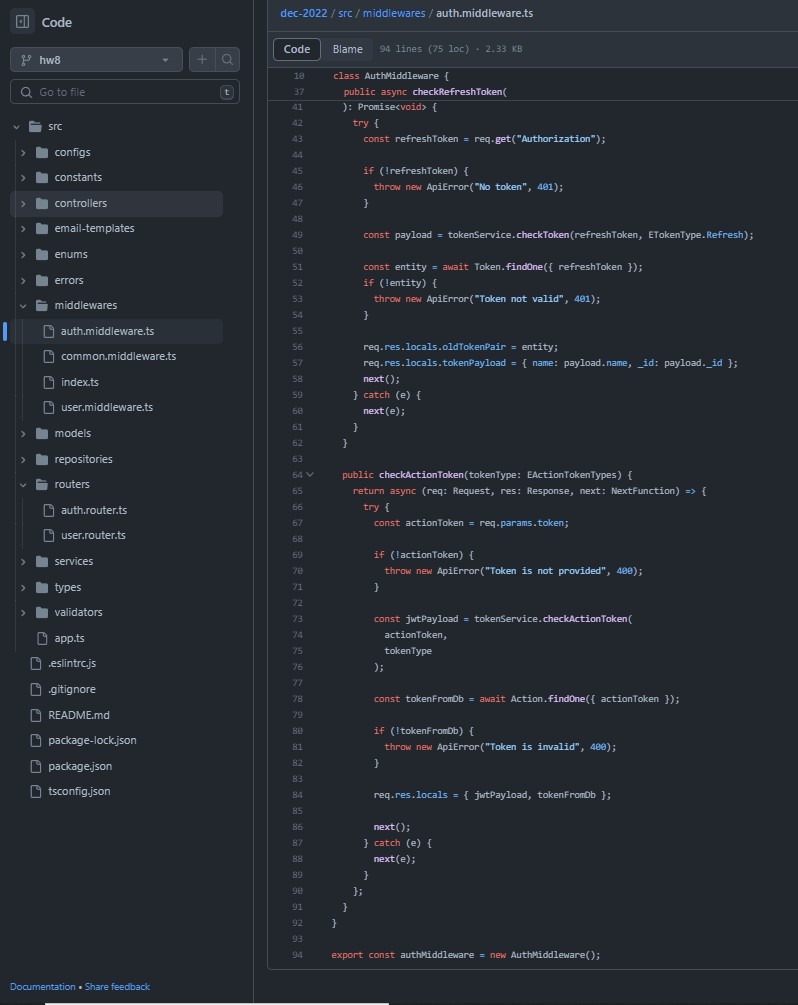 Code
hw8
Go to file
t
src
configs
constants
controllers
email-templates
enums
errors
middlewares
auth.middleware.ts
common.middleware.ts
index.ts
user.middleware.ts
models
repositories
routers
auth.router.ts
user.router.ts
services
types
validators
app.ts
.eslintrc.js
.gitignore
README.md
package-lock.json
package.json
tsconfig.json
Documentation • Share feedback
dec-2022 / src / middlewares / auth.middleware.ts
Code Blame 94 lines (75 loc) · 2.33 KB
10 class AuthMiddleware {
37 public async checkRefreshToken(
41 ): Promise<void> {
42 try {
43 const refreshToken = req.get("Authorization");
44
45 if (!refreshToken) {
46 throw new ApiError("No token", 401);
47 }
48
49 const payload = tokenService.checkToken(refreshToken, ETokenType.Refresh);
50
51 const entity = await Token.findOne({ refreshToken });
52 if (!entity) {
53 throw new ApiError("Token not valid", 401);
54 }
55
56 req.res.locals.oldTokenPair = entity;
57 req.res.locals.tokenPayload = { name: payload.name, _id: payload._id };
58 next();
59 } catch (e) {
60 next(e);
61 }
62 }
63
64 public checkActionToken(tokenType: EActionTokenTypes) {
65 return async (req: Request, res: Response, next: NextFunction) => {
66 try {
67 const actionToken = req.params.token;
68
69 if (!actionToken) {
70 throw new ApiError("Token is not provided", 400);
71 }
72
73 const jwtPayload = tokenService.checkActionToken(
74 actionToken,
75 tokenType
76 );
77
78 const tokenFromDb = await Action.findOne({ actionToken });
79
80 if (!tokenFromDb) {
81 throw new ApiError("Token is invalid", 400);
82 }
83
84 req.res.locals = { jwtPayload, tokenFromDb };
85
86 next();
87 } catch (e) {
88 next(e);
89 }
90 };
91 }
92 }
93
94 export const authMiddleware = new AuthMiddleware();